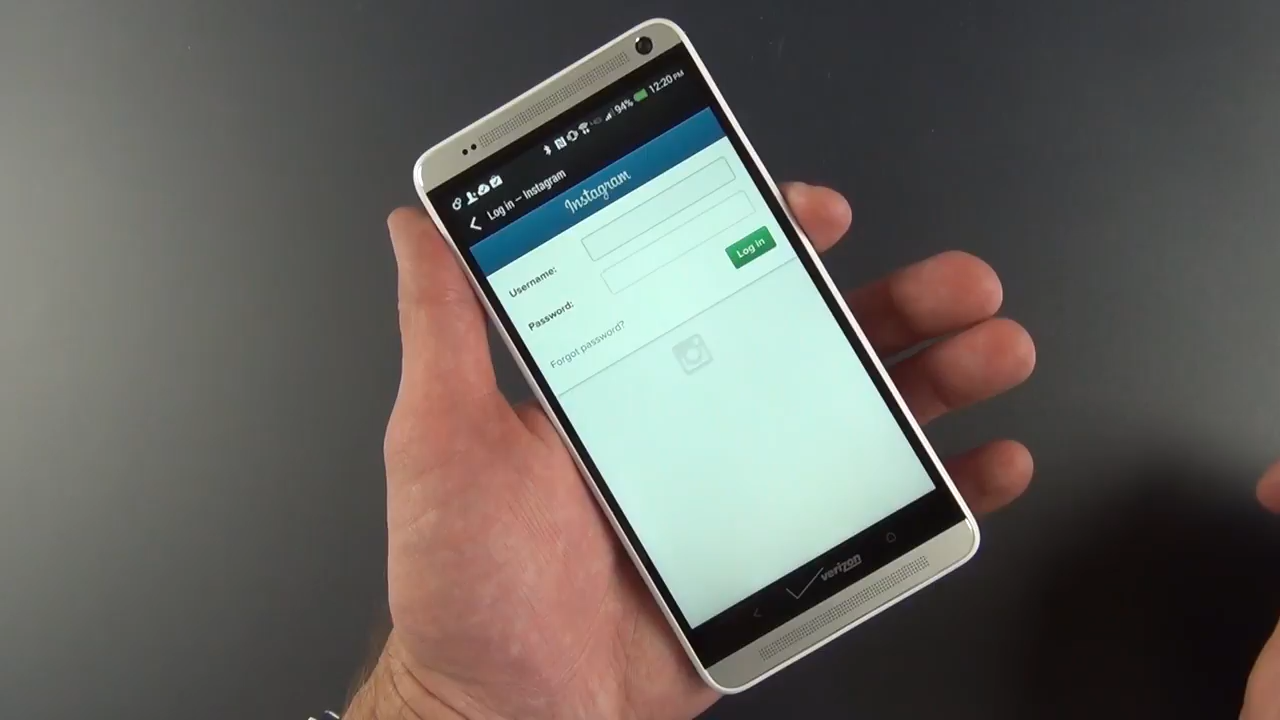 94% 12:20 PM
Log in – Instagram
Instagram
Username:
Password:
Log in
Forgot password?
verizon